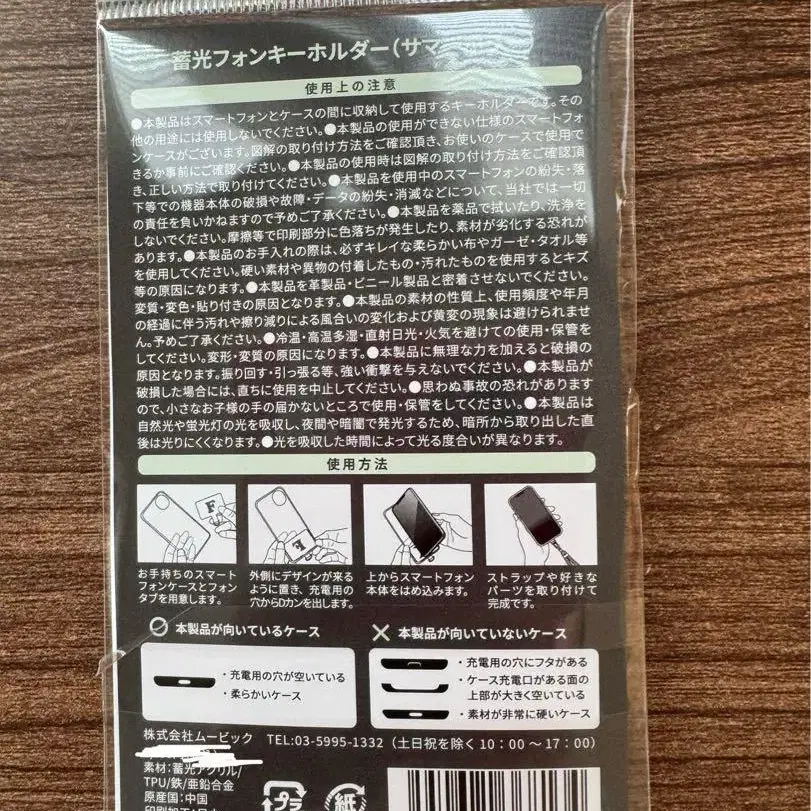 蓄光フォンキーホルダー(サマ
使用上の注意
●本製品はスマートフォンとケースの間に収納して使用するキーホルダーです。その
他の用途には使用しないでください。●本製品の使用ができない仕様のスマートフォ
ンケースがございます。図解の取り付け方法をご確認頂き、お使いのケースで使用で
きるか事前にご確認ください。●本製品の使用時は図解の取り付け方法をご確認頂
き、正しい方法で取り付けてください。●本製品を使用中のスマートフォンの紛失・落
下等での機器本体の破損や故障・データの紛失・消滅などについて、当社では一切
の責任を負いかねますので予めご了承ください。●本製品を薬品で拭いたり、洗浄を
しないでください。摩擦等で印刷部分に色落ちが発生したり、素材が劣化する恐れが
あります。●本製品のお手入れの際は、必ずキレイな柔らかい布やガーゼ・タオル等
を使用してください。硬い素材や異物の付着したもの・汚れたものを使用するとキズ
等の原因になります。●本製品を革製品・ビニール製品と密着させないでください。
変質・変色・貼り付きの原因となります。●本製品の素材の性質上、使用頻度や年月
の経過に伴う汚れや擦り減りによる風合いの変化および黄変の現象は避けられませ
ん。予めご了承ください。●冷温・高温多湿・直射日光・火気を避けての使用・保管を
してください。変形・変質の原因になります。●本製品に無理な力を加えると破損の
原因となります。振り回す・引っ張る等、強い衝撃を与えないでください。●本製品が
破損した場合には、直ちに使用を中止してください。●思わぬ事故の恐れがあります
ので、小さなお子様の手の届かないところで使用・保管をしてください。●本製品は
自然光や蛍光灯の光を吸収し、夜間や暗闇で発光するため、暗所から取り出した直
後は光りにくくなります。●光を吸収した時間によって光る度合いが異なります。
使用方法
お手持ちのスマート
フォンケースとフォン
タブを用意します。
外側にデザインが来る
ように置き、充電用の
穴からDカンを出します。
上からスマートフォン
本体をはめ込みます。
ストラップや好きな
パーツを取り付けて
完成です。
本製品が向いているケース
・充電用の穴が空いている
・柔らかいケース
本製品が向いていないケース
・充電用の穴にフタがある
・ケース充電口がある面の
上部が大きく空いている
・素材が非常に硬いケース
株式会社ムービック TEL:03-5995-1332(土日祝を除く10:00~17:00)
素材:蓄光アクリル/
TPU/鉄/亜鉛合金
原産国:中国
プラ
紙